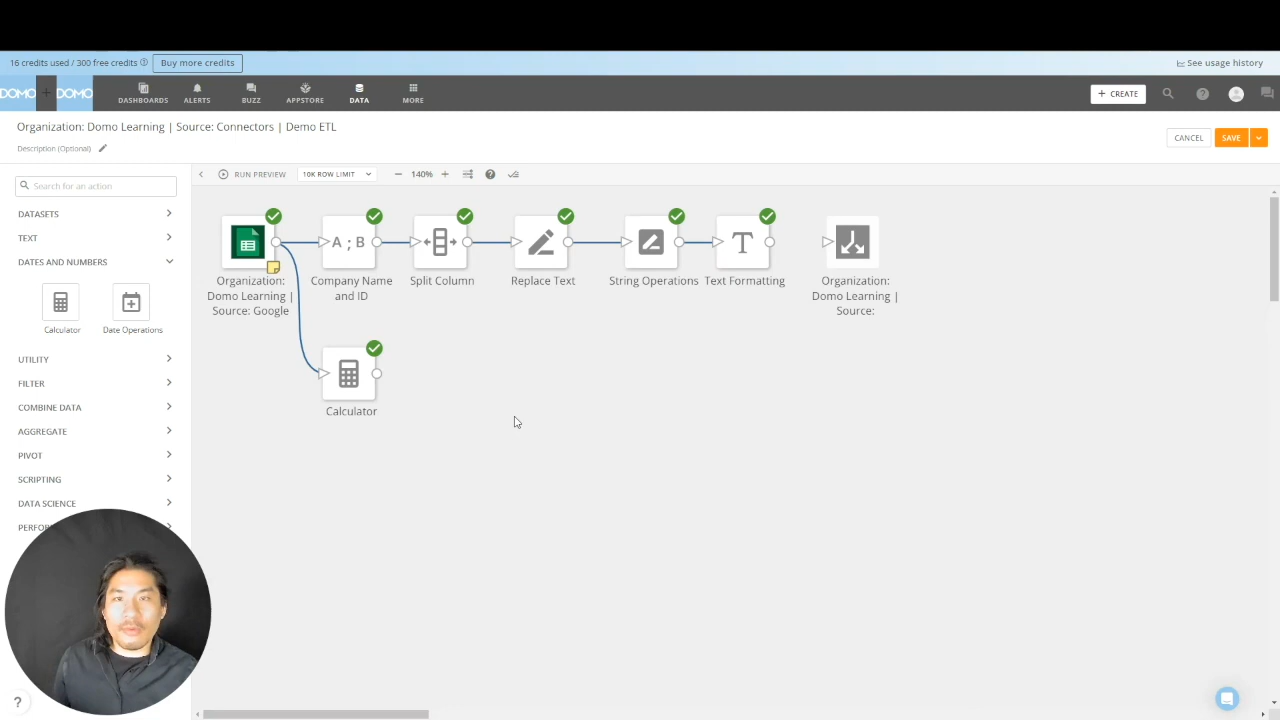 16 credits used / 300 free credits
Buy more credits
See usage history
DOMO + DOMO
DASHBOARDS
ALERTS
BUZZ
APPSTORE
DATA
MORE
+ CREATE
Organization: Domo Learning | Source: Connectors | Demo ETL
Description (Optional)
CANCEL
SAVE
Search for an action
RUN PREVIEW
10K ROW LIMIT
140%
DATASETS
TEXT
DATES AND NUMBERS
Calculator
Date Operations
UTILITY
FILTER
COMBINE DATA
AGGREGATE
PIVOT
SCRIPTING
DATA SCIENCE
A ; B
T
Organization:
Domo Learning |
Source: Google
Company Name
and ID
Split Column
Replace Text
String Operations
Text Formatting
Organization:
Domo Learning |
Source:
Calculator